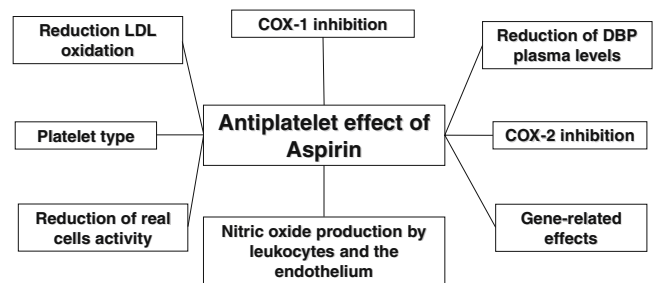 Reduction LDL
oxidation
COX-1 inhibition
Reduction of DBP
plasma levels
Platelet type
Antiplatelet effect of
Aspirin
COX-2 inhibition
Reduction of real
cells activity
Nitric oxide production by
leukocytes and the
endothelium
Gene-related
effects